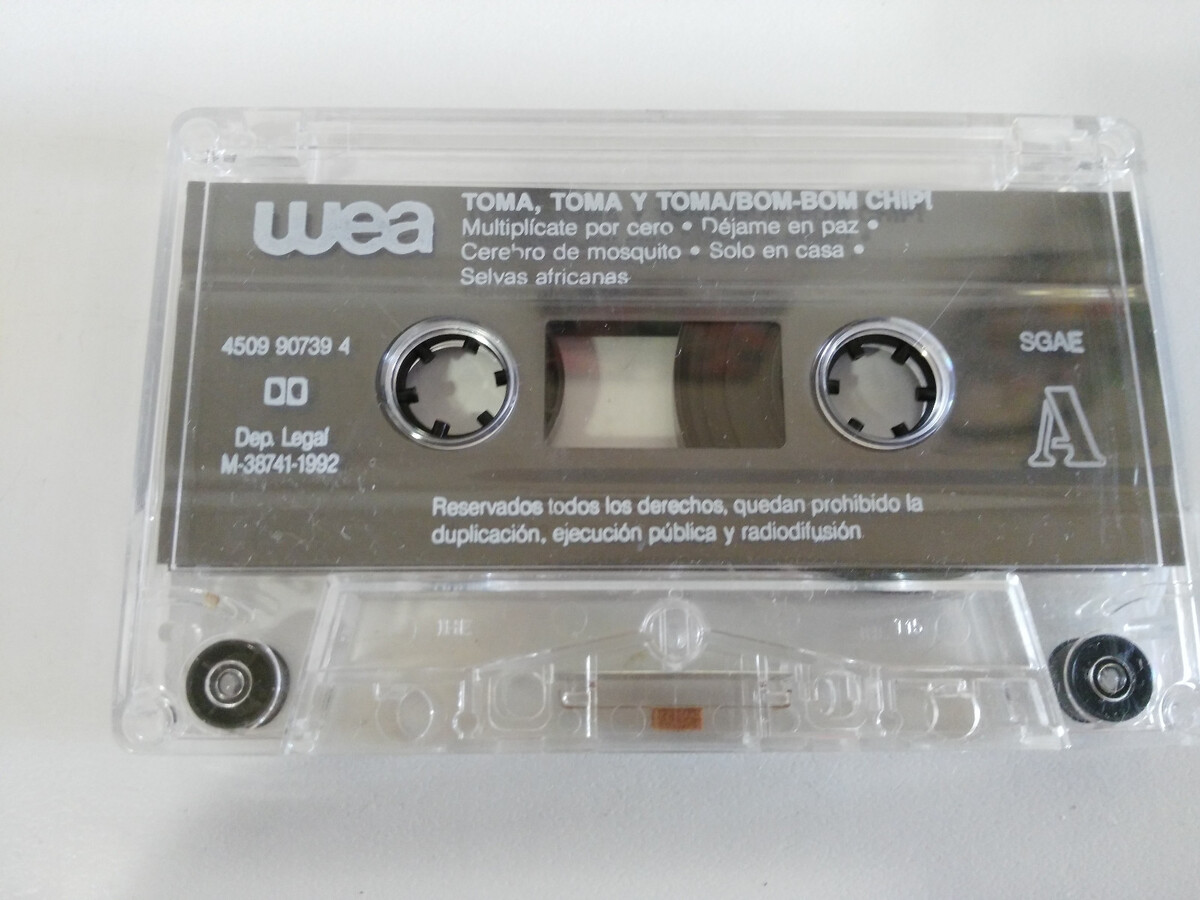 wea
TOMA, TOMA Y TOMA/BOM-BOM CHIP!
Multiplícate por cero • Déjame en paz •
Cerebro de mosquito • Solo en casa •
Selvas africanas
4509 90739 4
SGAE
Dep. Legal
M-38741-1992
A
Reservados todos los derechos, quedan prohibido la
duplicación, ejecución pública y radiodifusión
115